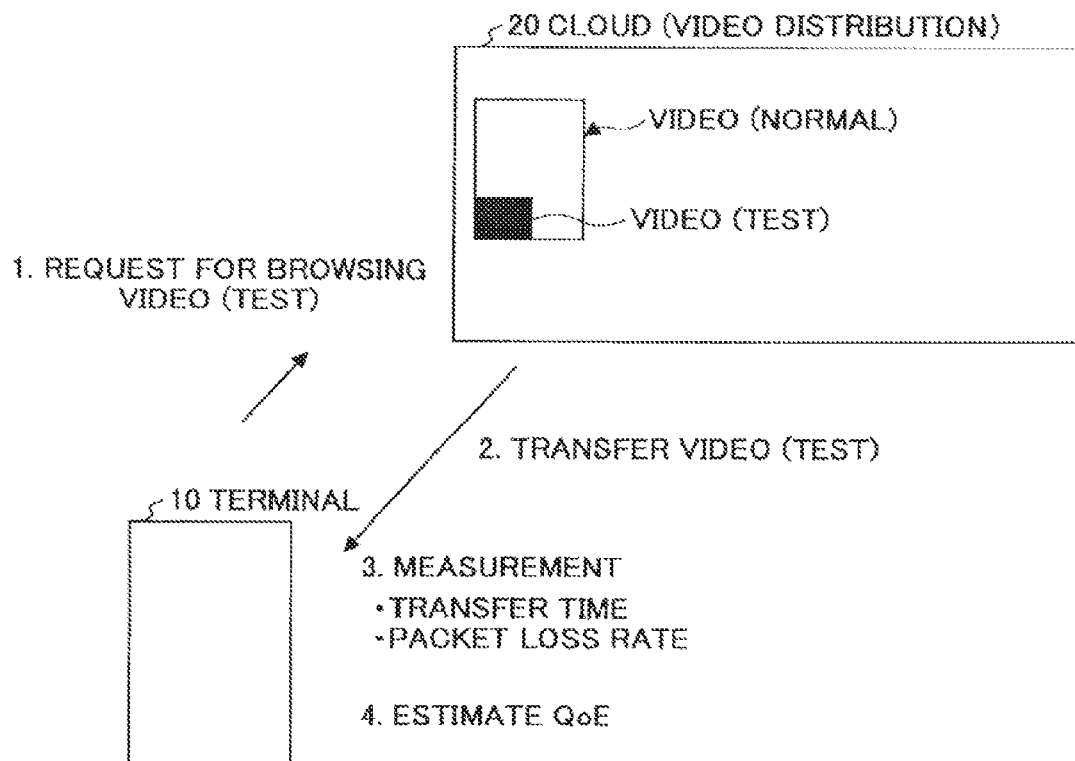 20 CLOUD (VIDEO DISTRIBUTION)
VIDEO (NORMAL)
VIDEO (TEST)
1. REQUEST FOR BROWSING
VIDEO (TEST)
2. TRANSFER VIDEO (TEST)
10 TERMINAL
3. MEASUREMENT
・TRANSFER TIME
-PACKET LOSS RATE
4. ESTIMATE QoE